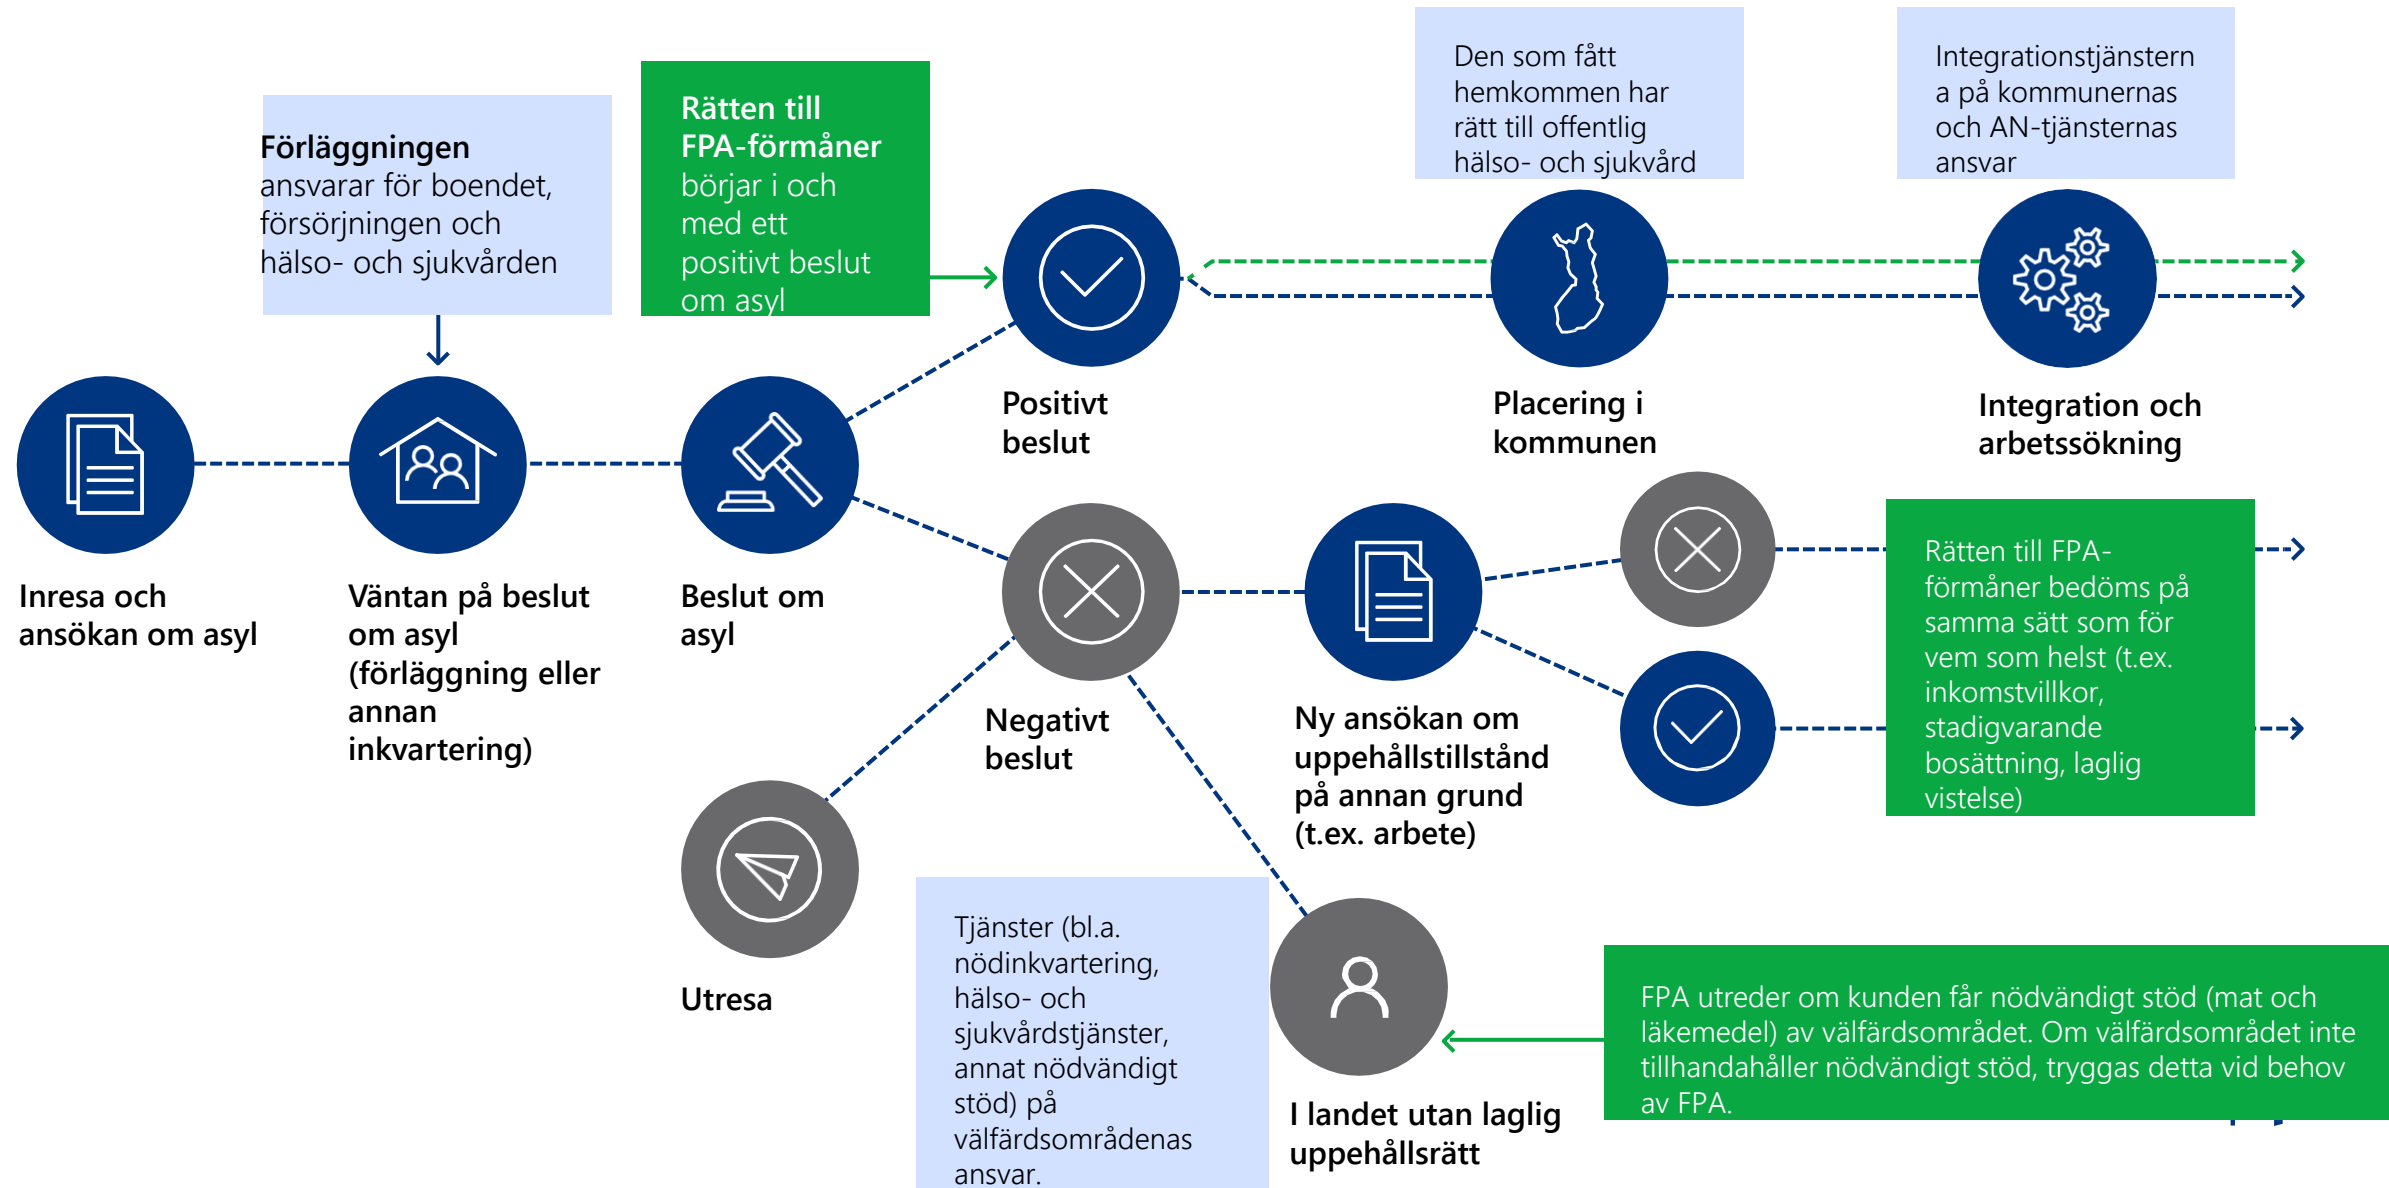 Förläggningen
ansvarar för boendet,
försörjningen och
hälso- och sjukvården
Rätten till
FPA-förmåner
börjar i och
med ett
positivt beslut
om asyl
Den som fått
hemkommen har
rätt till offentlig
hälso- och sjukvård
Integrationstjänstern
a på kommunernas
och AN-tjänsternas
ansvar
Inresa och
ansökan om asyl
Väntan på beslut
om asyl
(förläggning eller
annan
inkvartering)
Beslut om
asyl
Positivt
beslut
Placering i
kommunen
Integration och
arbetssökning
Negativt
beslut
Ny ansökan om
uppehållstillstånd
på annan grund
(t.ex. arbete)
Rätten till FPA-
förmåner bedöms på
samma sätt som för
vem som helst (t.ex.
inkomstvillkor,
stadigvarande
bosättning, laglig
vistelse)
Utresa
Tjänster (bl.a.
nödinkvartering,
hälso- och
sjukvårdstjänster,
annat nödvändigt
stöd) på
välfärdsområdenas
ansvar.
I landet utan laglig
uppehållsrätt
FPA utreder om kunden får nödvändigt stöd (mat och
läkemedel) av välfärdsområdet. Om välfärdsområdet inte
tillhandahåller nödvändigt stöd, tryggas detta vid behov
av FPA.